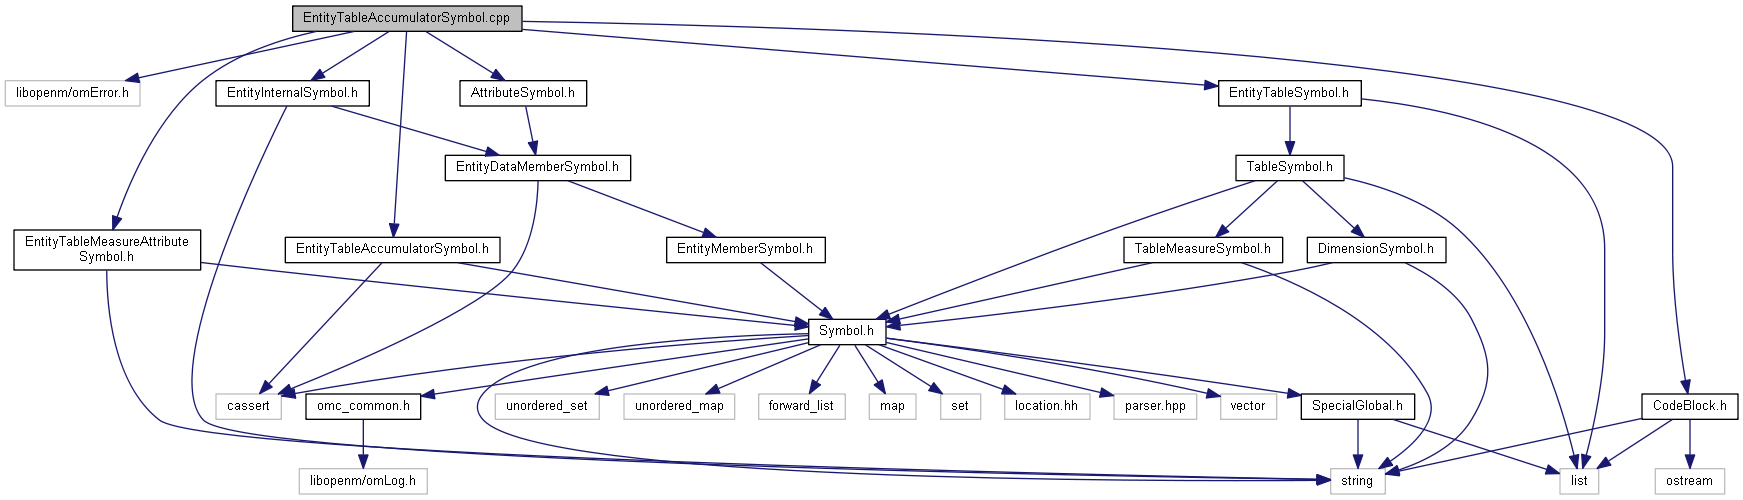 EntityTableAccumulatorSymbol.cpp
libopenm/omError.h
EntityInternalSymbol.h
AttributeSymbol.h
EntityTableSymbol.h
EntityDataMemberSymbol.h
TableSymbol.h
EntityTableMeasureAttribute
Symbol.h
EntityTableAccumulatorSymbol.h
EntityMemberSymbol.h
TableMeasureSymbol.h
DimensionSymbol.h
Symbol.h
cassert
omc_common.h
unordered_set
unordered_map
forward_list
map
set
location.hh
parser.hpp
vector
SpecialGlobal.h
CodeBlock.h
libopenm/omLog.h
string
list
ostream